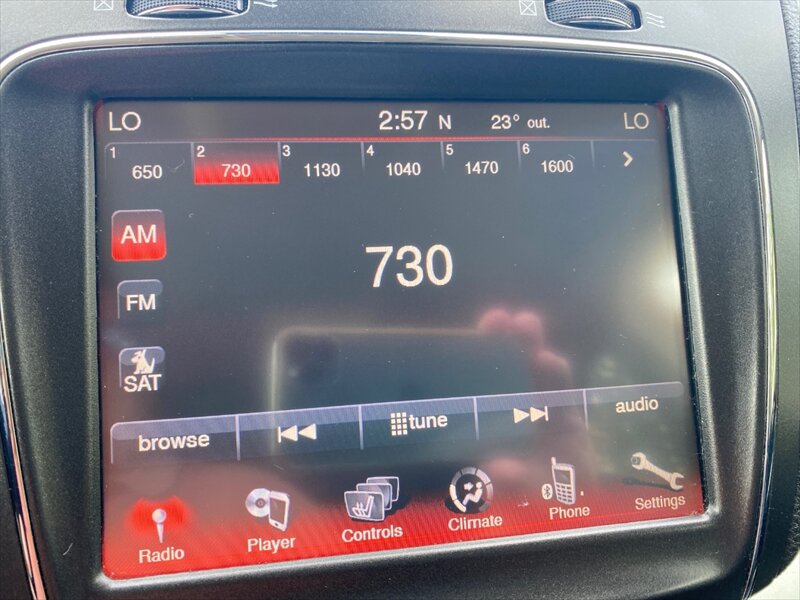 LO 2:57 N 23° out. LO
1 650 2 730 3 1130 4 1040 5 1470 6 1600
AM
730
FM
SAT
browse tune audio
Radio Player Controls Climate Phone Settings